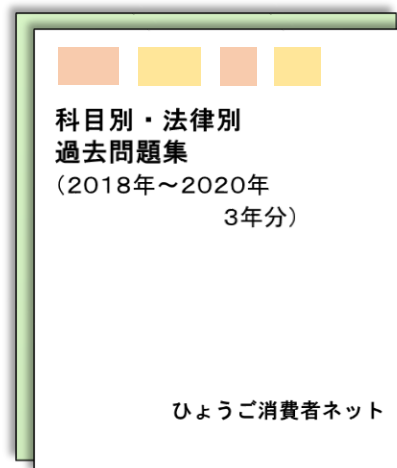 科目別・法律別
過去問題集
（2018年～2020年
3年分）
ひょうご消費者ネット